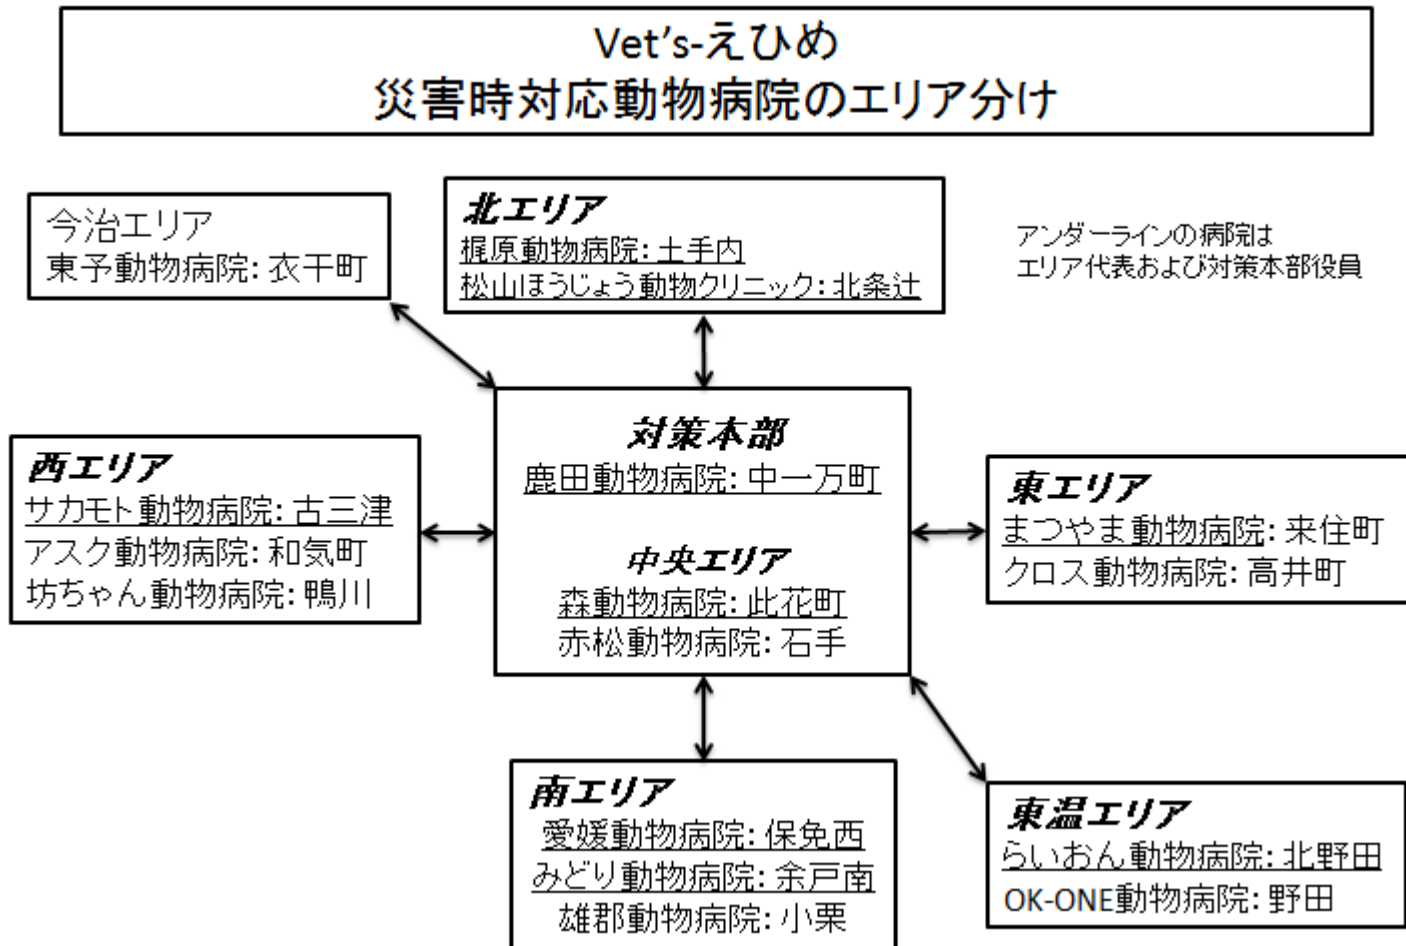 Vet's-えひめ
災害時対応動物病院のエリア分け
今治エリア
東予動物病院: 衣干町
北エリア
梶原動物病院: 土手内
松山ほうじょう動物クリニック: 北条辻
アンダーラインの病院は
エリア代表および対策本部役員
対策本部
鹿田動物病院: 中一万町
中央エリア
森動物病院: 此花町
赤松動物病院: 石手
西エリア
サカモト動物病院: 古三津
アスク動物病院: 和気町
坊ちゃん動物病院: 鴨川
東エリア
まつやま動物病院: 来住町
クロス動物病院: 高井町
南エリア
愛媛動物病院: 保免西
みどり動物病院: 余戸南
雄郡動物病院: 小栗
東温エリア
らいおん動物病院: 北野田
OK-ONE動物病院: 野田